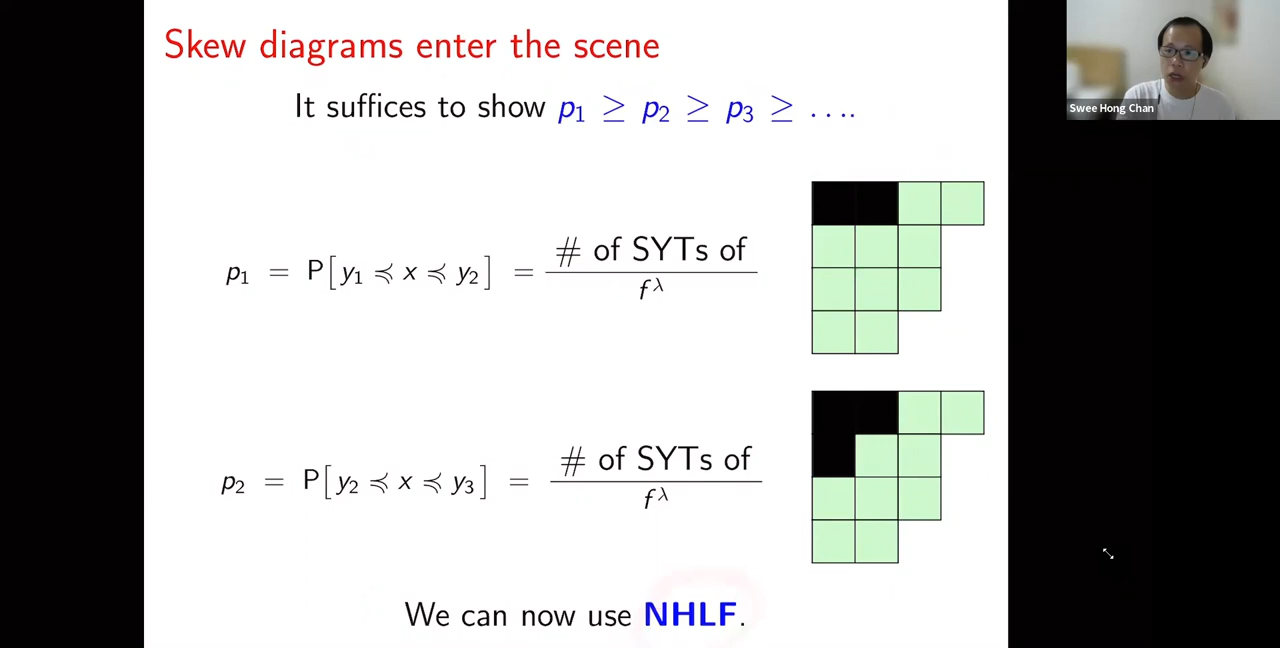 Skew diagrams enter the scene
It suffices to show p₁ ≥ p₂ ≥ p₃ ≥ ….
p₁ = P[y₁ ≼ x ≼ y₂] = # of SYTs of / f^λ
p₂ = P[y₂ ≼ x ≼ y₃] = # of SYTs of / f^λ
We can now use NHLF.
Swee Hong Chan